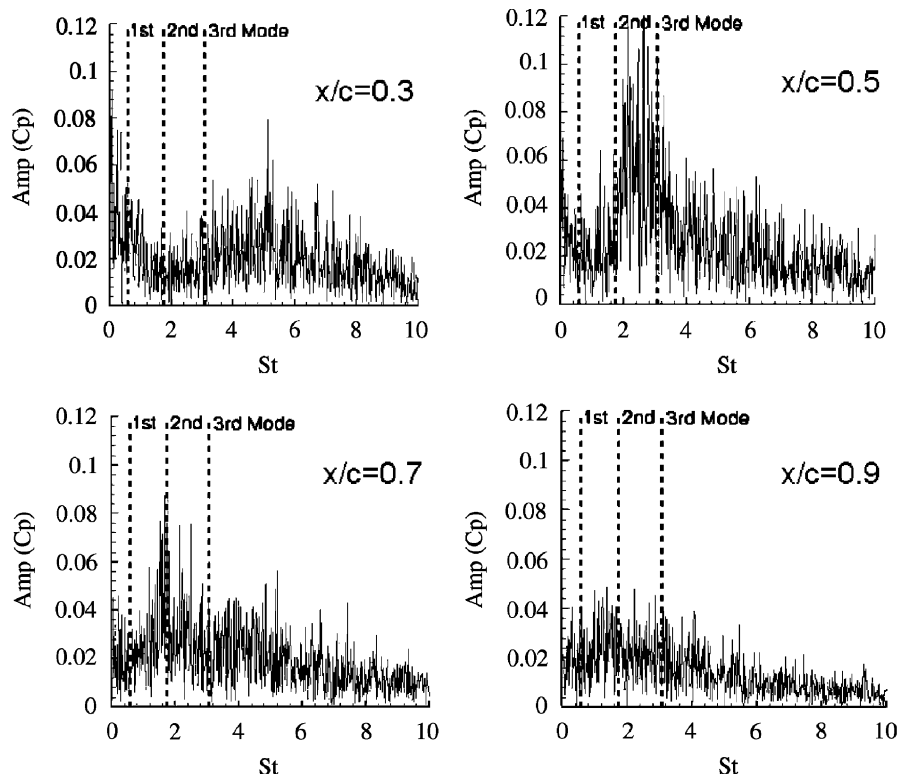 0.12
1st
2nd
3rd Mode
0.1
x/c=0.3
0.08
0.06
0.04
0.02
0
Amp (Cp)
0 2 4 6 8 10
St
0.12
1st
2nd
3rd Mode
0.1
x/c=0.5
0.08
0.06
0.04
0.02
0
Amp (Cp)
0 2 4 6 8 10
St
0.12
1st
2nd
3rd Mode
0.1
x/c=0.7
0.08
0.06
0.04
0.02
0
Amp (Cp)
0 2 4 6 8 10
St
0.12
1st
2nd
3rd Mode
0.1
x/c=0.9
0.08
0.06
0.04
0.02
0
Amp (Cp)
0 2 4 6 8 10
St